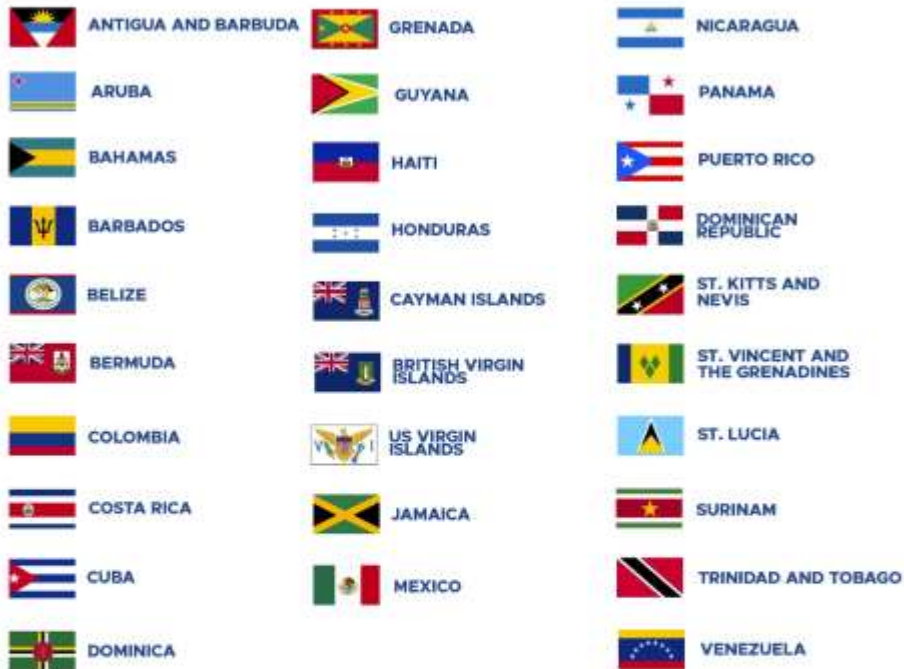 ANTIGUA AND BARBUDA
ARUBA
BAHAMAS
BARBADOS
BELIZE
BERMUDA
COLOMBIA
COSTA RICA
CUBA
DOMINICA
GRENADA
GUYANA
HAITI
HONDURAS
CAYMAN ISLANDS
BRITISH VIRGIN
ISLANDS
US VIRGIN
ISLANDS
JAMAICA
MEXICO
NICARAGUA
PANAMA
PUERTO RICO
DOMINICAN
REPUBLIC
ST. KITTS AND
NEVIS
ST. VINCENT AND
THE GRENADINES
ST. LUCIA
SURINAM
TRINIDAD AND TOBAGO
VENEZUELA